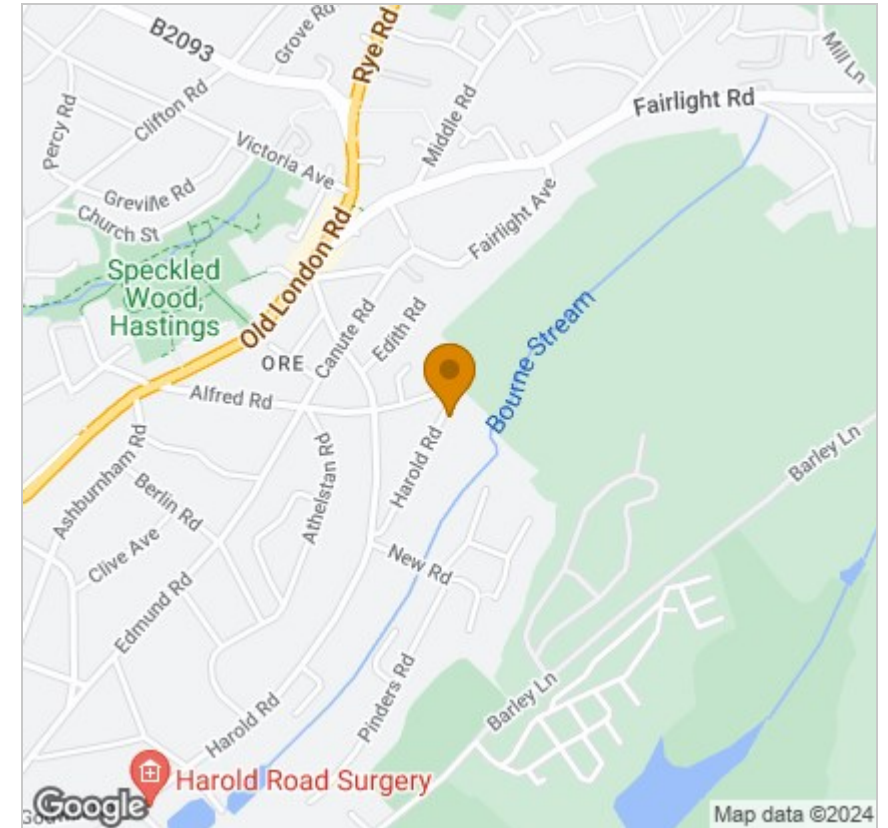 B2093
Grove Rd
Rye Rd
Mill Ln
Clifton Rd
Percy Rd
Middle Rd
Fairlight Rd
Victoria Ave
Greville Rd
Church St
Fairlight Ave
Speckled
Wood,
Hastings
Old London Rd
Bourne Stream
Canute Rd
Edith Rd
ORE
Alfred Rd
Harold Rd
Barley Ln
Ashburnham Rd
Athelstan Rd
Berlin Rd
Clive Ave
New Rd
Edmund Rd
Pinders Rd
Barley Ln
Harold Rd
Harold Road Surgery
Google
Map data ©2024